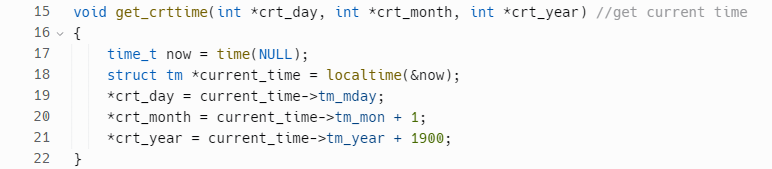 15 void get_crttime(int *crt_day, int *crt_month, int *crt_year) //get current time
16 {
17     time_t now = time(NULL);
18     struct tm *current_time = localtime(&now);
19     *crt_day = current_time->tm_mday;
20     *crt_month = current_time->tm_mon + 1;
21     *crt_year = current_time->tm_year + 1900;
22 }